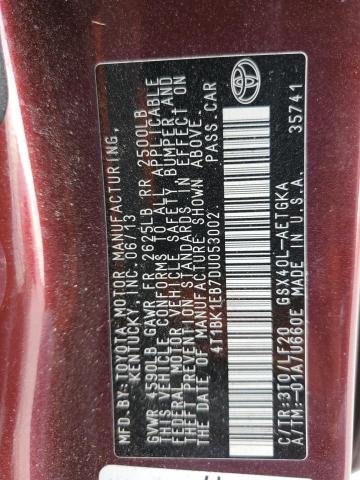 MFD. BY: TOYOTA MOTOR MANUFACTURING,
KENTUCKY, INC. 06/13
GVWR 4590LB GAWR FR 2625LB RR 2500LB
THIS VEHICLE CONFORMS TO ALL APPLICABLE
FEDERAL MOTOR VEHICLE SAFETY, BUMPER AND
THEFT PREVENTION STANDARDS IN EFFECT ON
THE DATE OF MANUFACTURE SHOWN ABOVE.
4T1BK1EB7DU053002. PASS.CAR
C/TR:3T0/LF20 GSX40L-AETGKA
A/TM:-01A/U660E MADE IN U.S.A. 35741